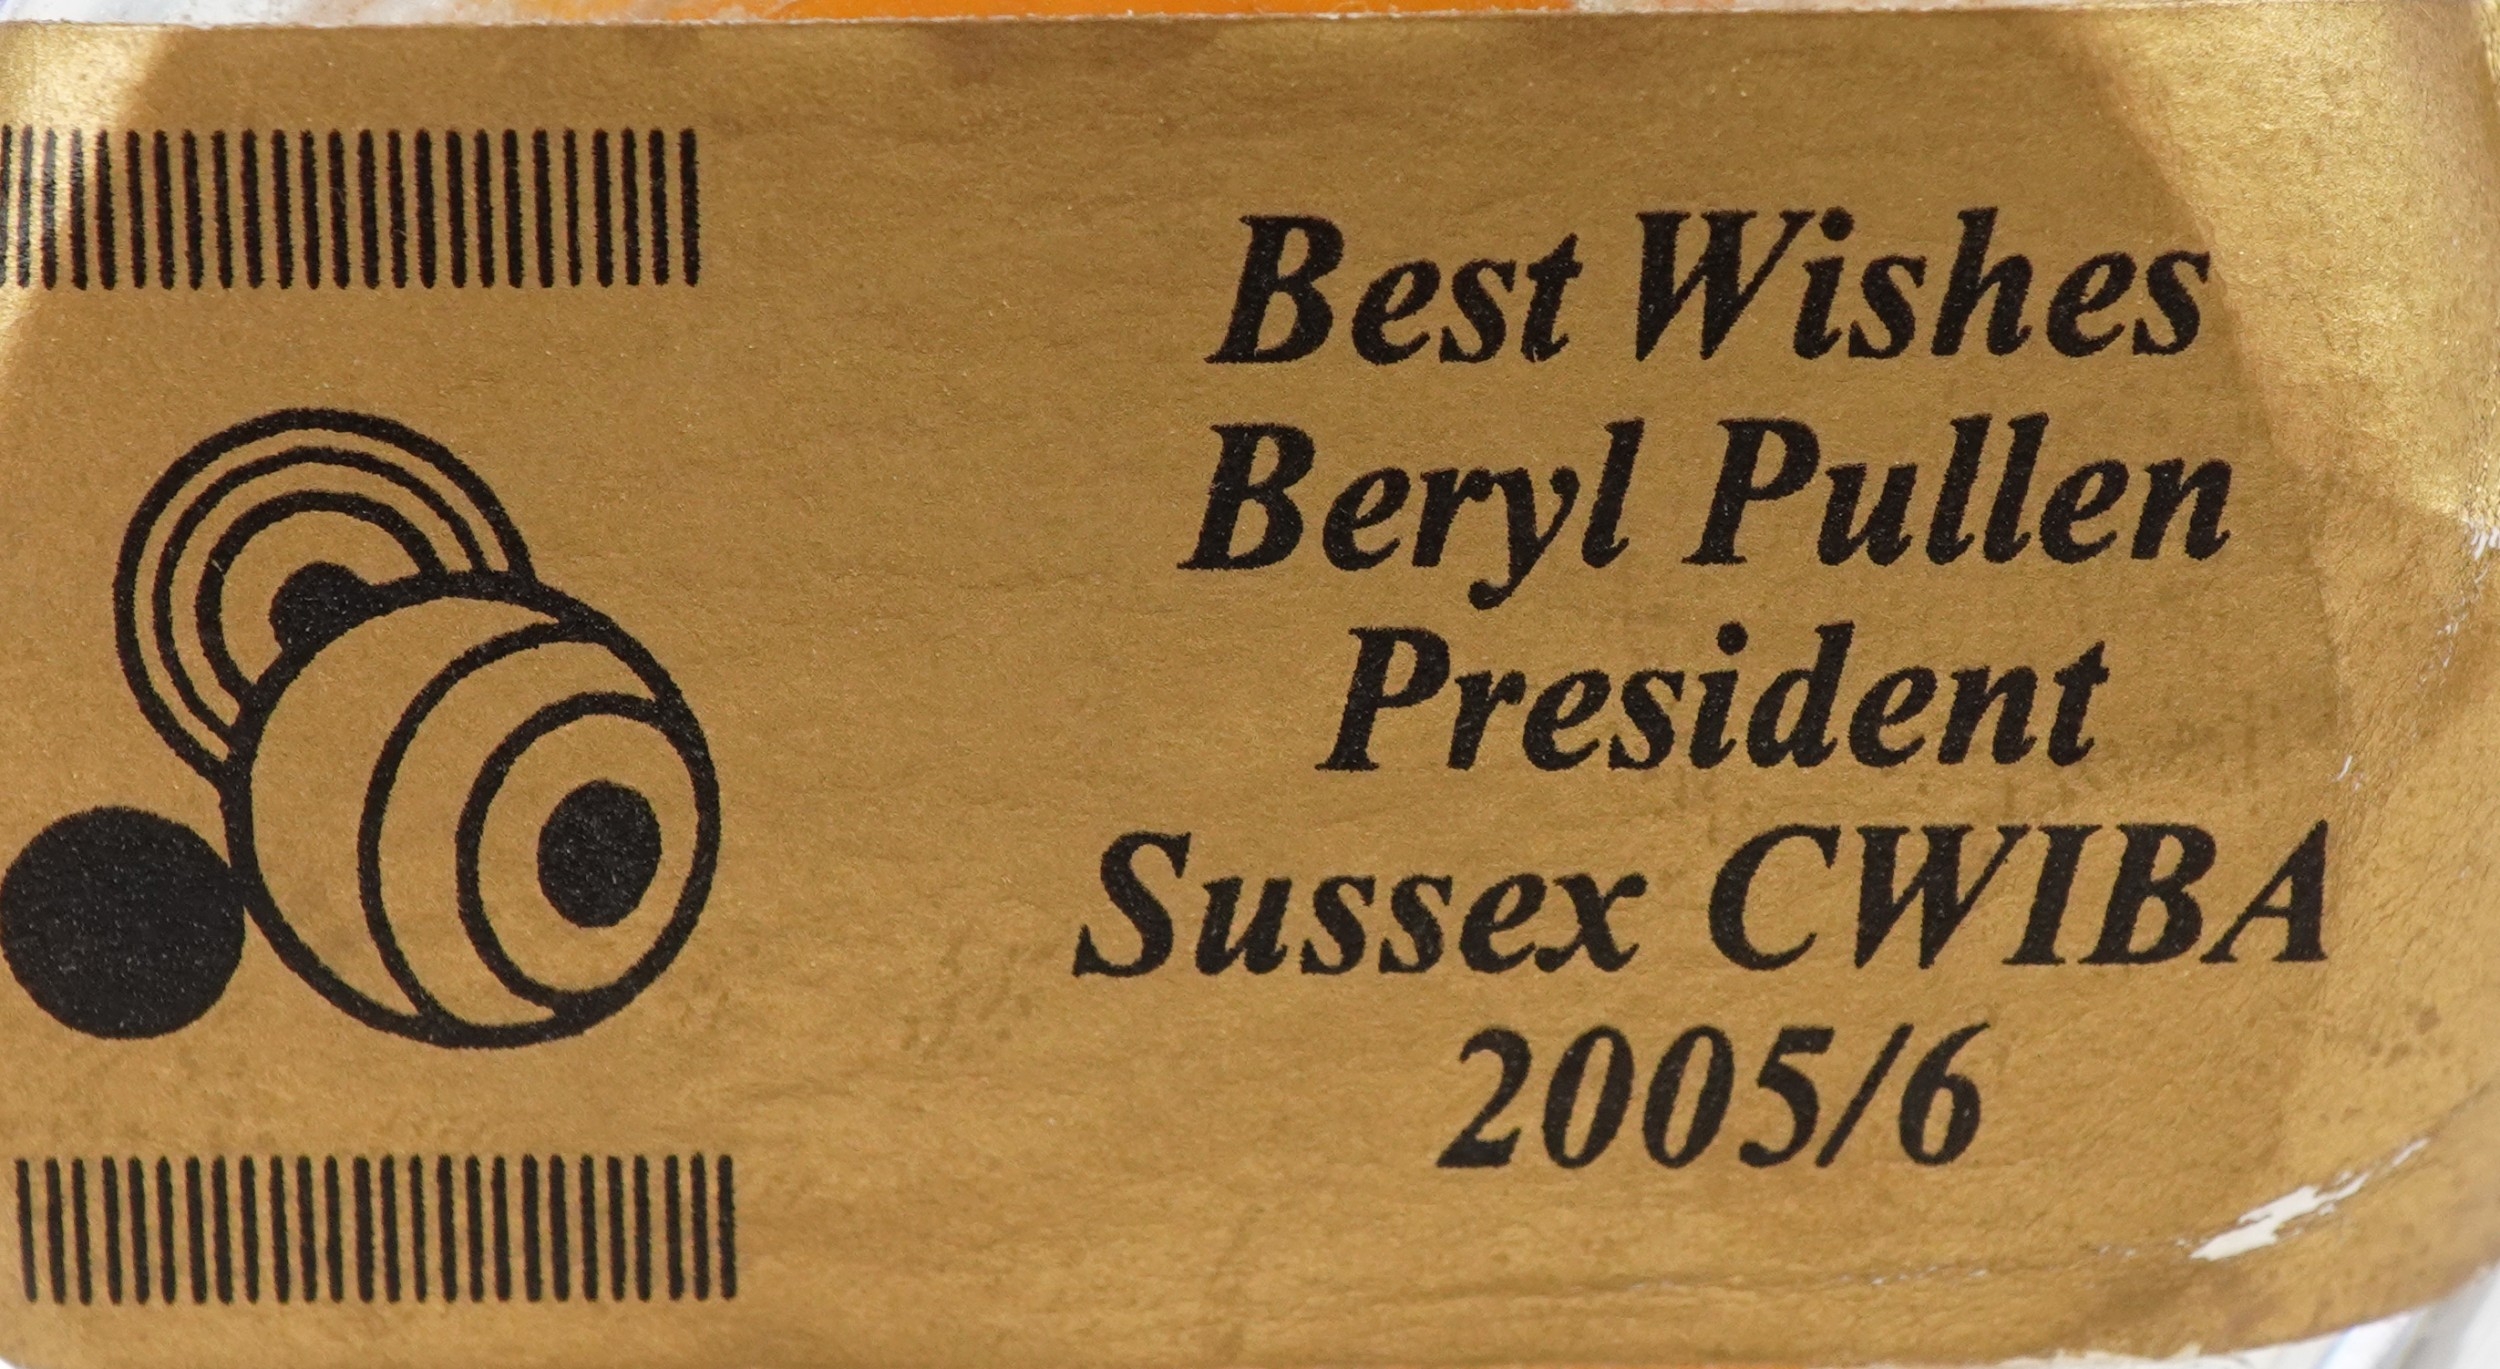 Best Wishes
Beryl Pullen
President
Sussex CWIBA
2005/6